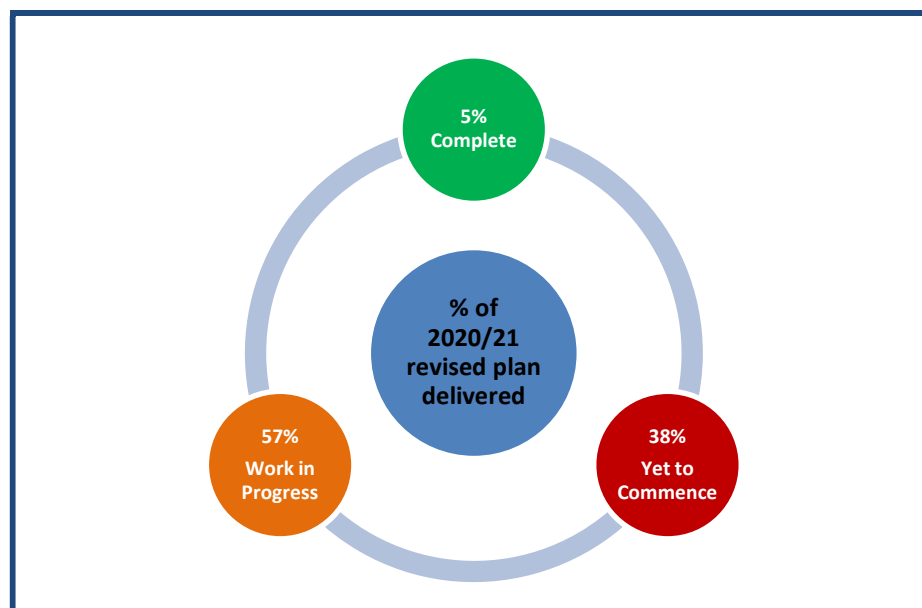 5%
Complete
% of
2020/21
revised plan
delivered
57%
Work in
Progress
38%
Yet to
Commence